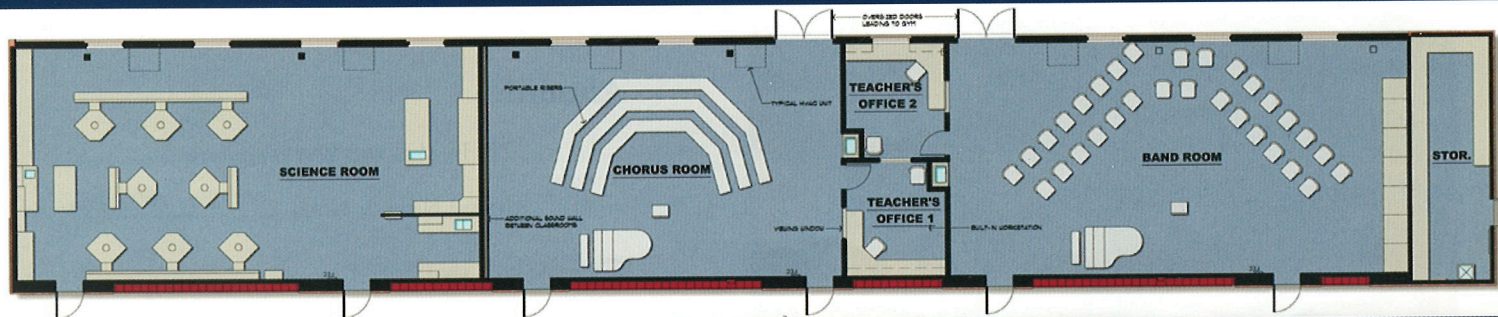 OVERSIZED DOORS
LEADING TO GYM
PORTABLE RISERS
TYPICAL HVAC UNIT
TEACHER'S
OFFICE 2
SCIENCE ROOM
CHORUS ROOM
BAND ROOM
STOR.
TEACHER'S
OFFICE 1
ADDITIONAL SOUND WALL
BETWEEN CLASSROOMS
VIEWING WINDOW
BUILT-IN WORKSTATION